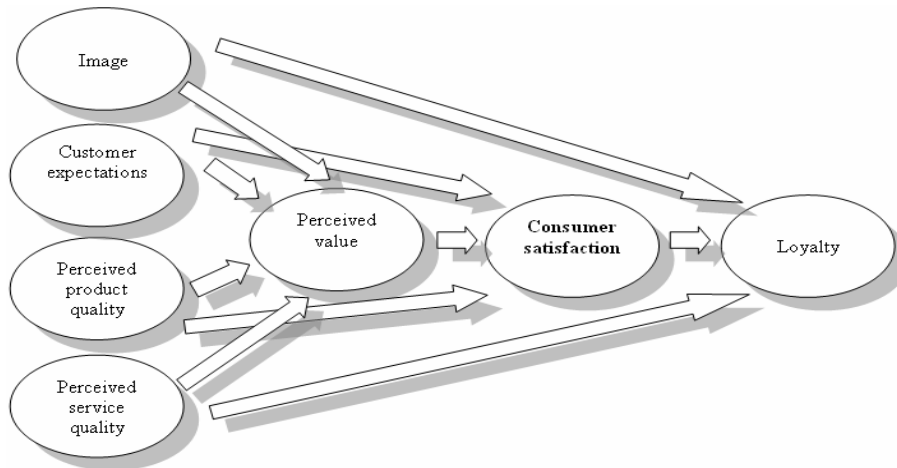 Image
Customer
expectations
Perceived
product
quality
Perceived
service
quality
Perceived
value
Consumer
satisfaction
Loyalty